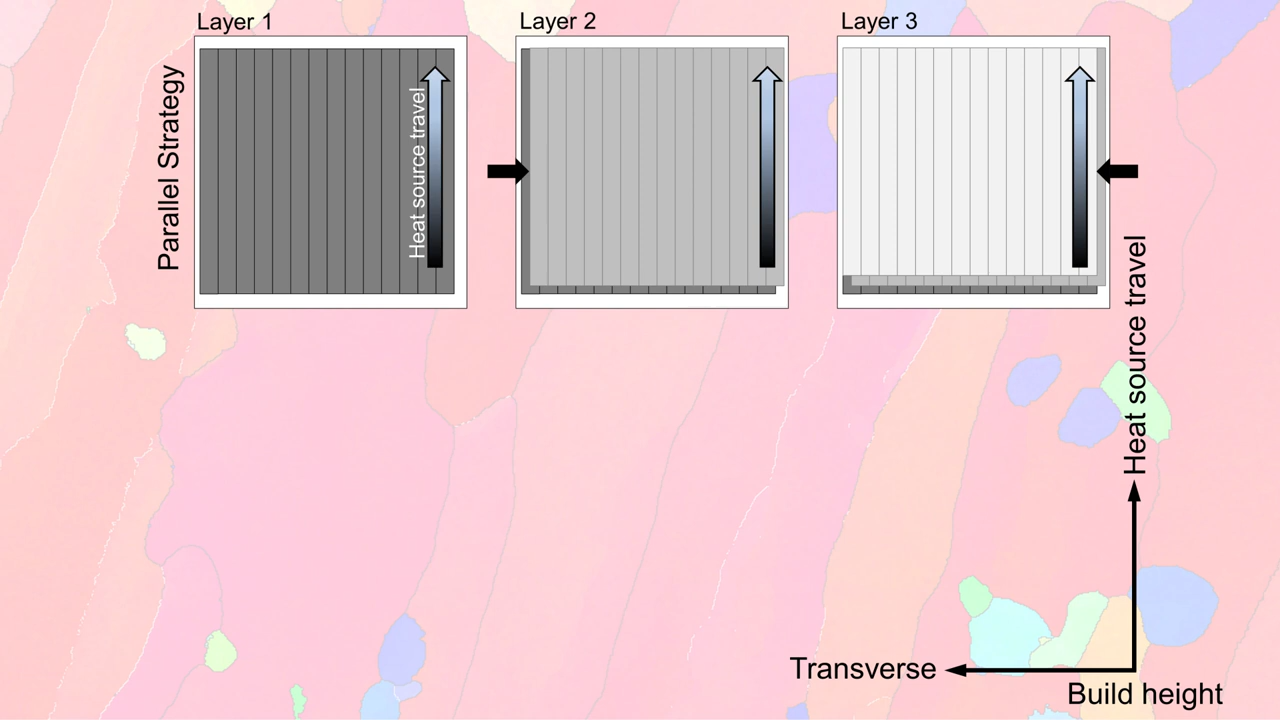 Layer 1
Layer 2
Layer 3
Parallel Strategy
Heat source travel
Heat source travel
Transverse
Build height